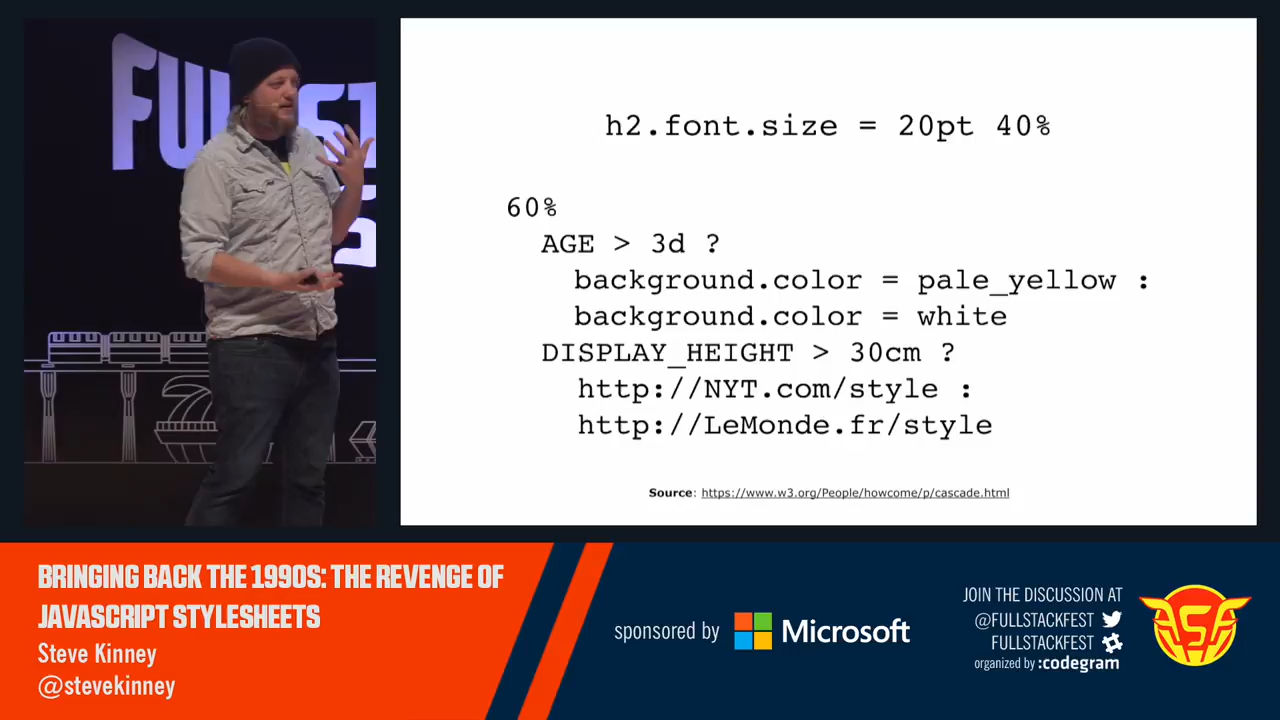 h2.font.size = 20pt 40%
60%
AGE > 3d ?
background.color = pale_yellow :
background.color = white
DISPLAY_HEIGHT > 30cm ?
http://NYT.com/style :
http://LeMonde.fr/style
Source: https://www.w3.org/People/howcome/p/cascade.html
BRINGING BACK THE 1990S: THE REVENGE OF
JAVASCRIPT STYLESHEETS
Steve Kinney
@stevekinney
sponsored by Microsoft
JOIN THE DISCUSSION AT
@FULLSTACKFEST
FULLSTACKFEST
organized by :codegram